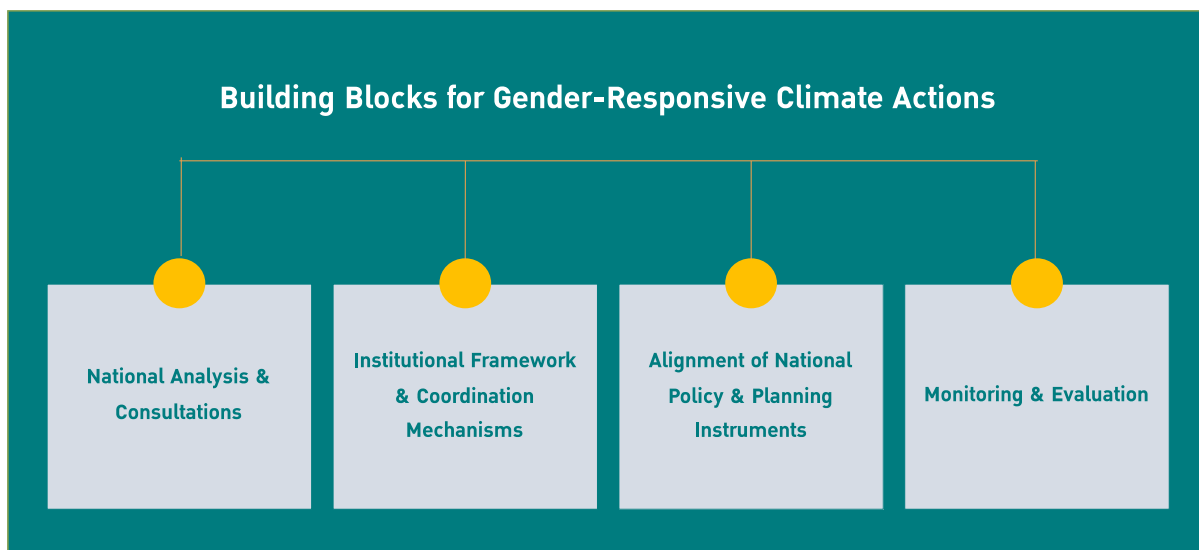 Building Blocks for Gender-Responsive Climate Actions
National Analysis &
Consultations
Institutional Framework
& Coordination
Mechanisms
Alignment of National
Policy & Planning
Instruments
Monitoring & Evaluation